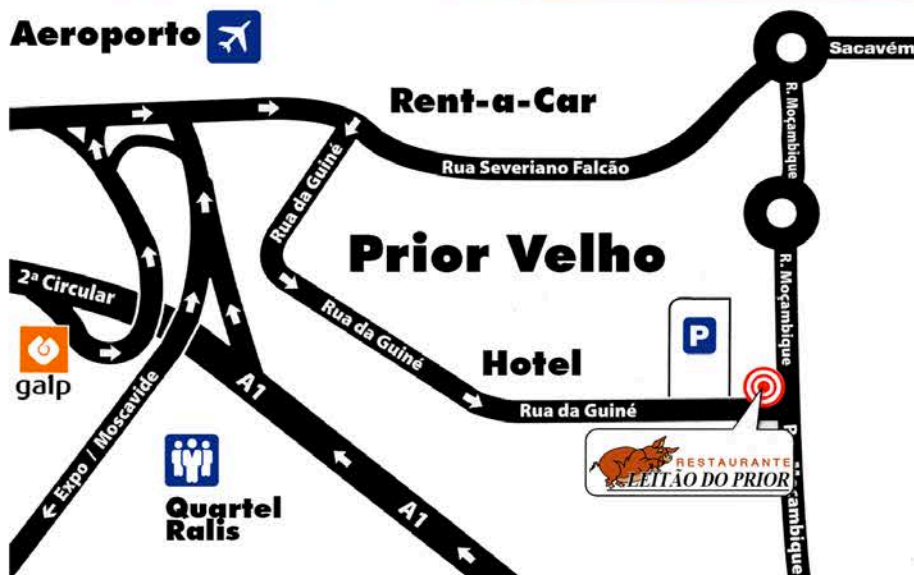 Aeroporto
Sacavém
Rent-a-Car
R. Moçambique
Rua Severiano Falcão
Rua da Guiné
Prior Velho
R. Moçambique
2ª Circular
Rua da Guiné
P
Hotel
galp
A1
Rua da Guiné
Expo / Moscavide
RESTAURANTE
LEITÃO DO PRIOR
Quartel
Ralis
A1